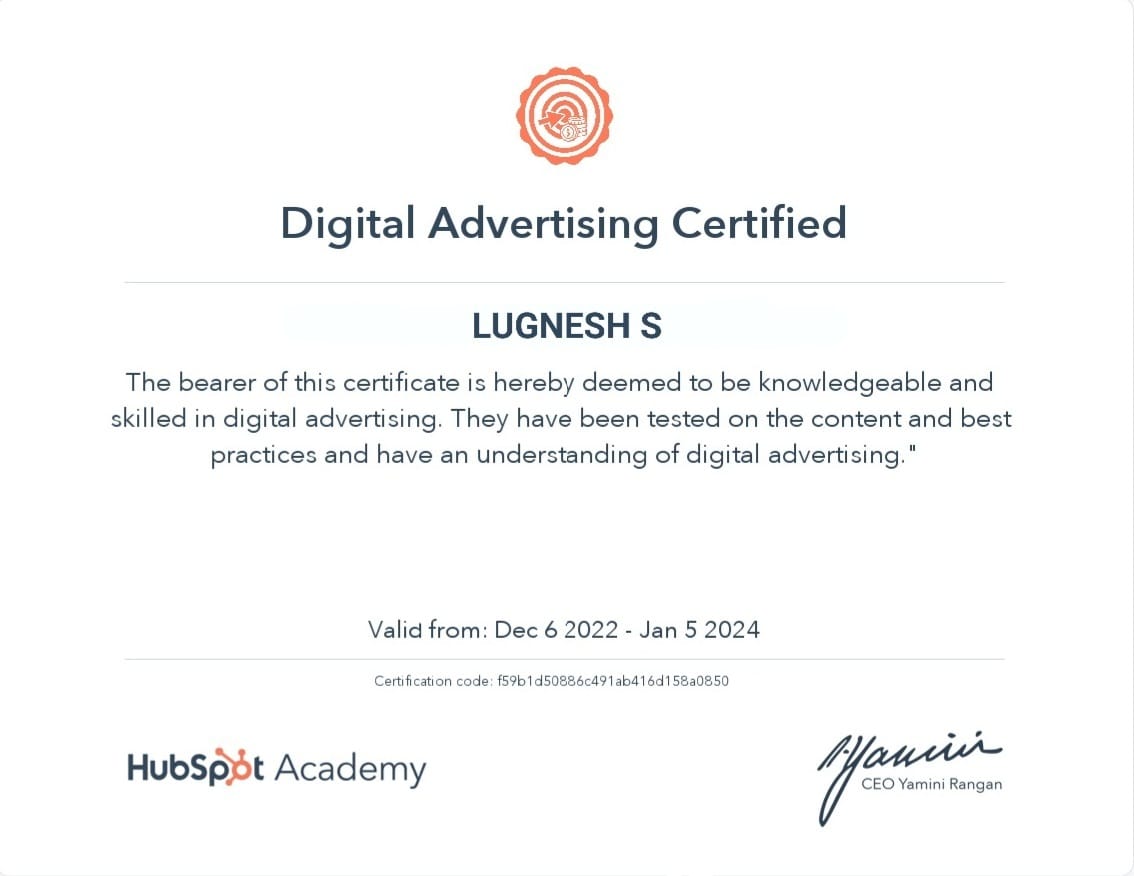 Digital Advertising Certified
LUGNESH S
The bearer of this certificate is hereby deemed to be knowledgeable and
skilled in digital advertising. They have been tested on the content and best
practices and have an understanding of digital advertising."
Valid from: Dec 6 2022 - Jan 5 2024
Certification code: f59b1d50886c491ab416d158a0850
HubSpot Academy
CEO Yamini Rangan